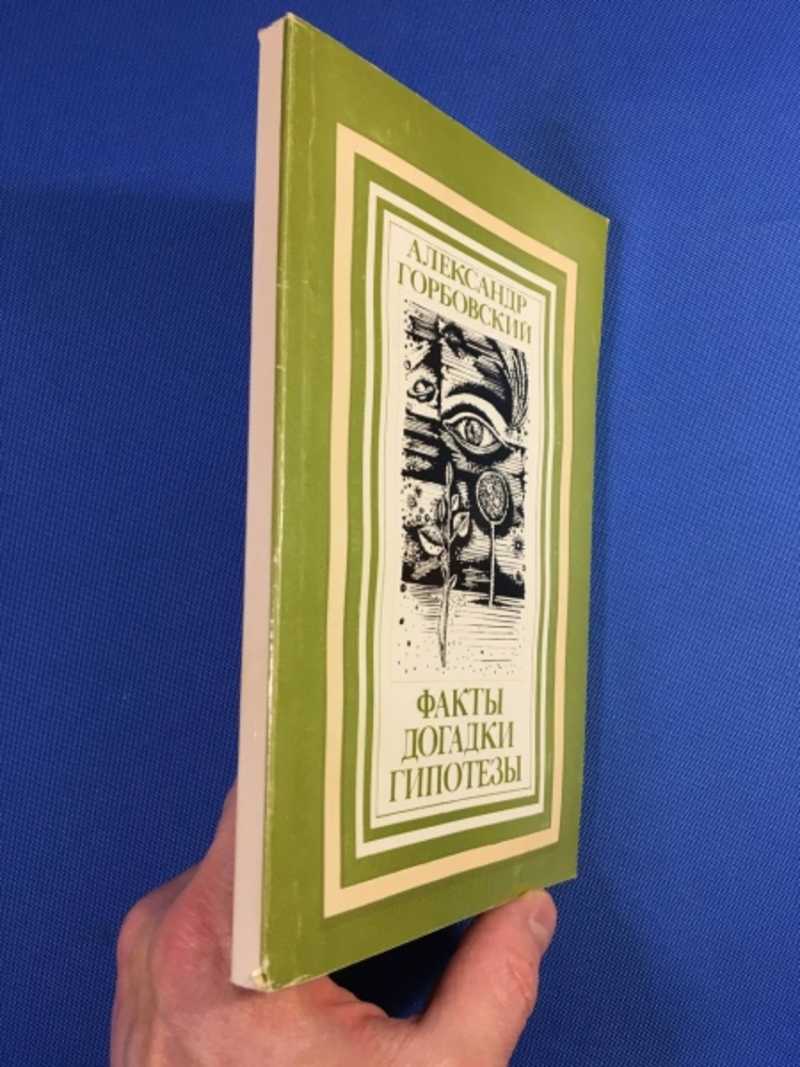 АЛЕКСАНДР
ГОРБОВСКИЙ
ФАКТЫ
ДОГАДКИ
ГИПОТЕЗЫ